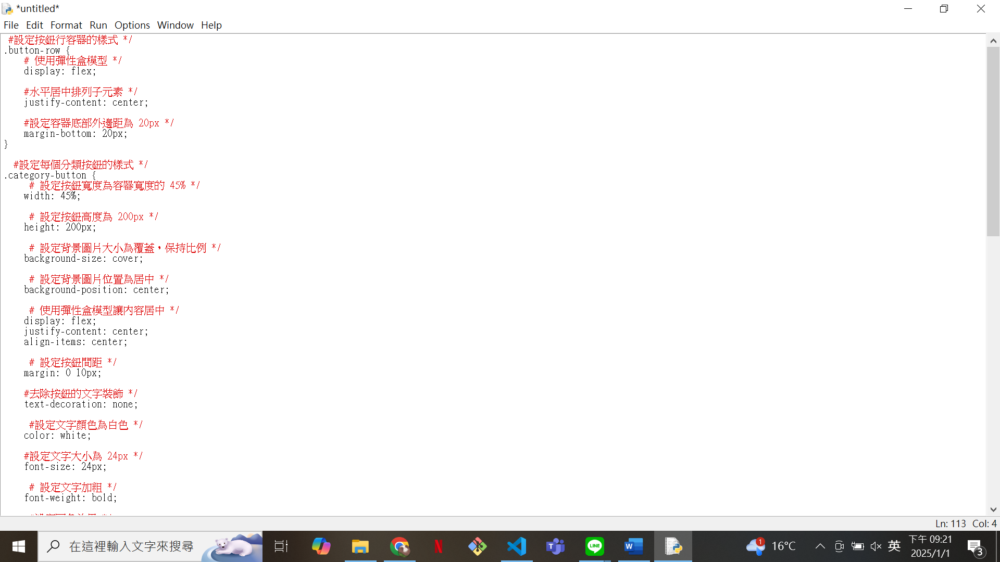 *untitled*
File Edit Format Run Options Window Help
#設定按鈕行容器的樣式 */
.button-row {
# 使用彈性盒模型 */
display: flex;
#水平居中排列子元素 */
justify-content: center;
#設定容器底部外邊距為 20px */
margin-bottom: 20px;
}
#設定每個分類按鈕的樣式 */
.category-button {
# 設定按鈕寬度為容器寬度的 45% */
width: 45%;
# 設定按鈕高度為 200px */
height: 200px;
# 設定背景圖片大小為覆蓋，保持比例 */
background-size: cover;
# 設定背景圖片位置為居中 */
background-position: center;
# 使用彈性盒模型讓內容居中 */
display: flex;
justify-content: center;
align-items: center;
# 設定按鈕間距 */
margin: 0 10px;
#去除按鈕的文字裝飾 */
text-decoration: none;
#設定文字顏色為白色 */
color: white;
#設定文字大小為 24px */
font-size: 24px;
# 設定文字加粗 */
font-weight: bold;
Ln: 113 Col: 4
在這裡輸入文字來搜尋
N
T
LINE
W
1
16°C
英
下午 09:21
2025/1/1
3